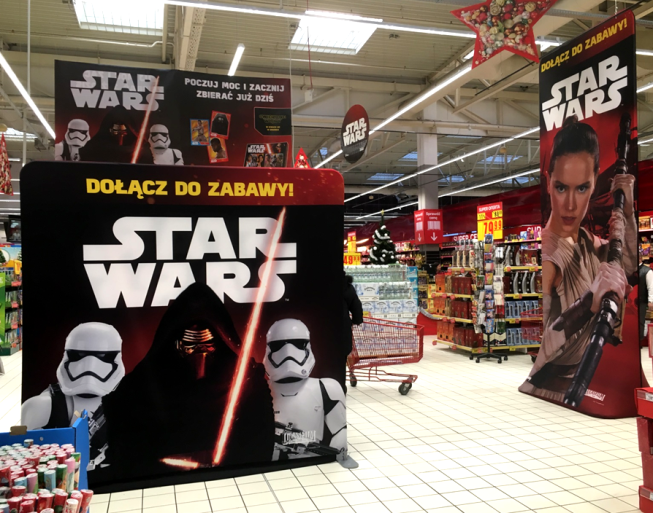 STAR
WARS
POCZUJ MOC I ZACZNIJ
ZBIERAĆ JUŻ DZIŚ
STAR
WARS
DOŁĄCZ DO ZABAWY!
STAR
WARS
DOŁĄCZ DO ZABAWY!
STAR
WARS